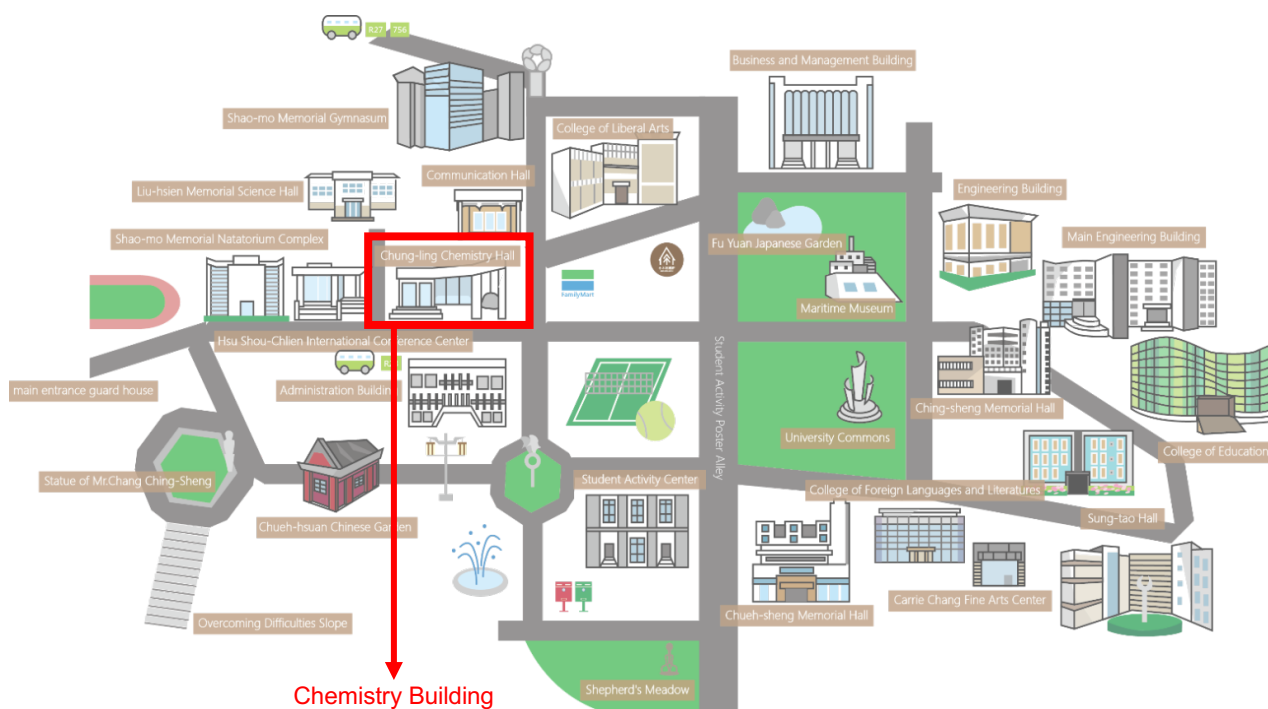 R27 756
Business and Management Building
Shao-mo Memorial Gymnasum
College of Liberal Arts
Communication Hall
Liu-hsien Memorial Science Hall
Engineering Building
Shao-mo Memorial Natatorium Complex
Main Engineering Building
Fu Yuan Japanese Garden
Chung-ling Chemistry Hall
FamilyMart
Maritime Museum
Hsu Shou-Chlien International Conference Center
Student Activity Poster Alley
main entrance guard house
Administration Building
Ching-sheng Memorial Hall
University Commons
College of Education
Statue of Mr.Chang Ching-Sheng
Student Activity Center
College of Foreign Languages and Literatures
Chueh-hsuan Chinese Garden
Sung-tao Hall
Carrie Chang Fine Arts Center
Chueh-sheng Memorial Hall
Overcoming Difficulties Slope
Shepherd's Meadow
Chemistry Building